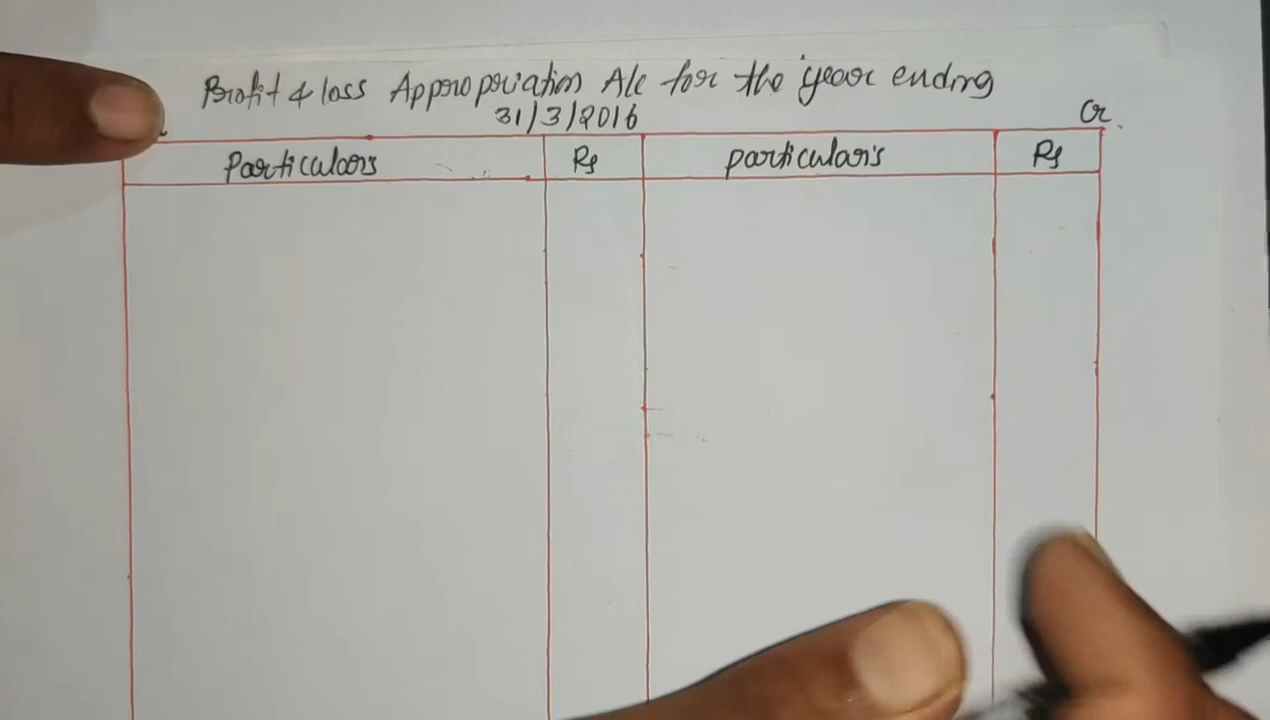 Profit & loss Appropriation A/c for the year ending
31/3/2016
Cr.
Particulars Rs particulars Rs